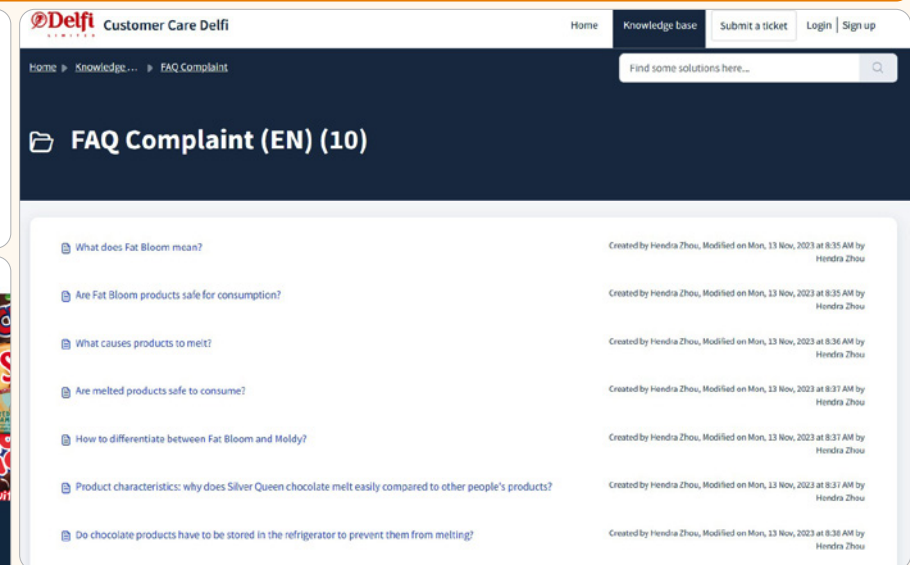 Delfi Customer Care Delfi
LIMITED
Home Knowledge base Submit a ticket Login Sign up
Home Knowledge ... FAQ Complaint
Find some solutions here...
FAQ Complaint (EN) (10)
What does Fat Bloom mean?
Created by Hendra Zhou, Modified on Mon, 13 Nov, 2023 at 8:35 AM by
Hendra Zhou
Are Fat Bloom products safe for consumption?
Created by Hendra Zhou, Modified on Mon, 13 Nov, 2023 at 8:35 AM by
Hendra Zhou
What causes products to melt?
Created by Hendra Zhou, Modified on Mon, 13 Nov, 2023 at 8:36 AM by
Hendra Zhou
Are melted products safe to consume?
Created by Hendra Zhou, Modified on Mon, 13 Nov, 2023 at 8:37 AM by
Hendra Zhou
How to differentiate between Fat Bloom and Moldy?
Created by Hendra Zhou, Modified on Mon, 13 Nov, 2023 at 8:37 AM by
Hendra Zhou
Product characteristics: why does Silver Queen chocolate melt easily compared to other people's products?
Created by Hendra Zhou, Modified on Mon, 13 Nov, 2023 at 8:37 AM by
Hendra Zhou
Do chocolate products have to be stored in the refrigerator to prevent them from melting?
Created by Hendra Zhou, Modified on Mon, 13 Nov, 2023 at 8:38 AM by
Hendra Zhou